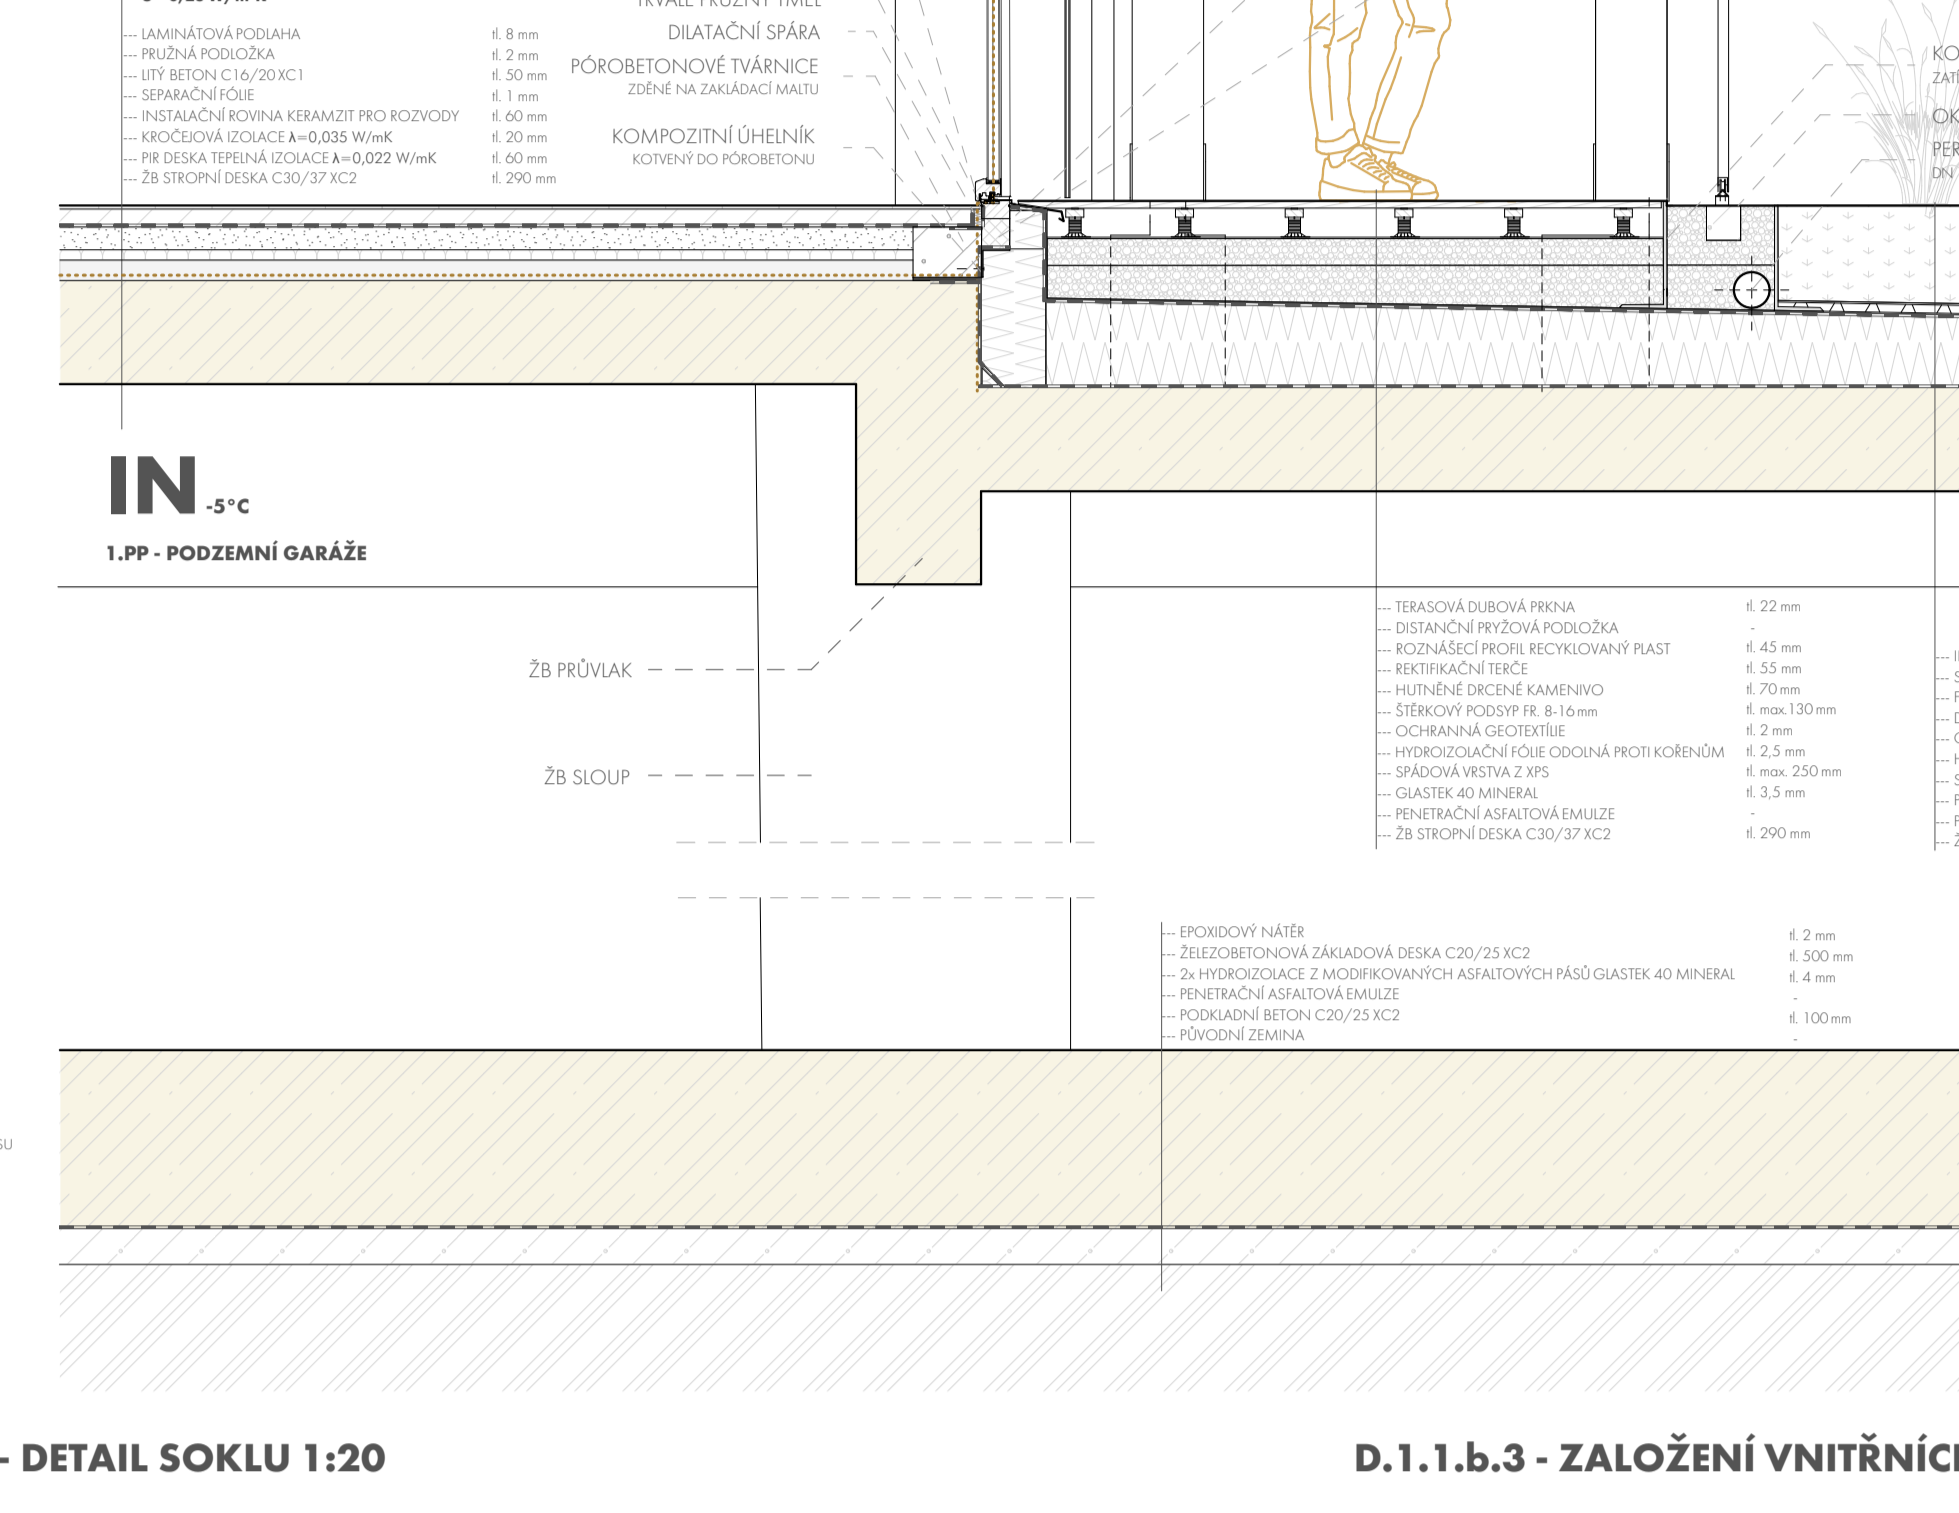 --- LAMINÁTOVÁ PODLAHA tl. 8 mm
--- PRUŽNÁ PODLOŽKA tl. 2 mm
--- LITÝ BETON C16/20 XC1 tl. 50 mm
--- SEPARAČNÍ FÓLIE tl. 1 mm
--- INSTALAČNÍ ROVINA KERAMZIT PRO ROZVODY tl. 60 mm
--- KROČEJOVÁ IZOLACE λ=0,035 W/mK tl. 20 mm
--- PIR DESKA TEPELNÁ IZOLACE λ=0,022 W/mK tl. 60 mm
--- ŽB STROPNÍ DESKA C30/37 XC2 tl. 290 mm
TRVALE PRUŽNÝ TMEL
DILATAČNÍ SPÁRA
PÓROBETONOVÉ TVÁRNICE
ZDĚNÉ NA ZAKLÁDACÍ MALTU
KOMPOZITNÍ ÚHELNÍK
KOTVENÝ DO PÓROBETONU
KO
ZATÍ
OK
PER
DN
IN -5°C
1.PP - PODZEMNÍ GARÁŽE
ŽB PRŮVLAK
ŽB SLOUP
--- TERASOVÁ DUBOVÁ PRKNA tl. 22 mm
--- DISTANČNÍ PRYŽOVÁ PODLOŽKA -
--- ROZNÁŠECÍ PROFIL RECYKLOVANÝ PLAST tl. 45 mm
--- REKTIFIKAČNÍ TERČE tl. 55 mm
--- HUTNĚNÉ DRCENÉ KAMENIVO tl. 70 mm
--- ŠTĚRKOVÝ PODSYP FR. 8-16 mm tl. max.130 mm
--- OCHRANNÁ GEOTEXTÍLIE tl. 2 mm
--- HYDROIZOLAČNÍ FÓLIE ODOLNÁ PROTI KOŘENŮM tl. 2,5 mm
--- SPÁDOVÁ VRSTVA Z XPS tl. max. 250 mm
--- GLASTEK 40 MINERAL tl. 3,5 mm
--- PENETRAČNÍ ASFALTOVÁ EMULZE -
--- ŽB STROPNÍ DESKA C30/37 XC2 tl. 290 mm
--- EPOXIDOVÝ NÁTĚR tl. 2 mm
--- ŽELEZOBETONOVÁ ZÁKLADOVÁ DESKA C20/25 XC2 tl. 500 mm
--- 2x HYDROIZOLACE Z MODIFIKOVANÝCH ASFALTOVÝCH PÁSŮ GLASTEK 40 MINERAL tl. 4 mm
--- PENETRAČNÍ ASFALTOVÁ EMULZE -
--- PODKLADNÍ BETON C20/25 XC2 tl. 100 mm
--- PŮVODNÍ ZEMINA -
SU
- DETAIL SOKLU 1:20
D.1.1.b.3 - ZALOŽENÍ VNITŘNÍC